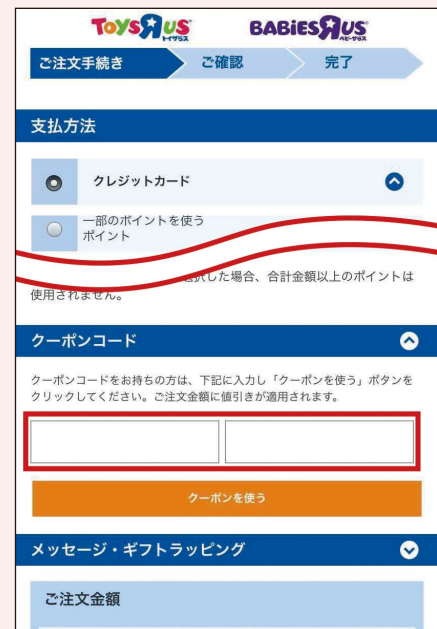 TOYSЯUS BABIESЯUS
トイザらス ベビーザらス
ご注文手続き ご確認 完了
支払方法
クレジットカード
一部のポイントを使う
ポイント
した場合、合計金額以上のポイントは
使用されません。
クーポンコード
クーポンコードをお持ちの方は、下記に入力し「クーポンを使う」ボタンを
クリックしてください。ご注文金額に値引きが適用されます。
クーポンを使う
メッセージ・ギフトラッピング
ご注文金額